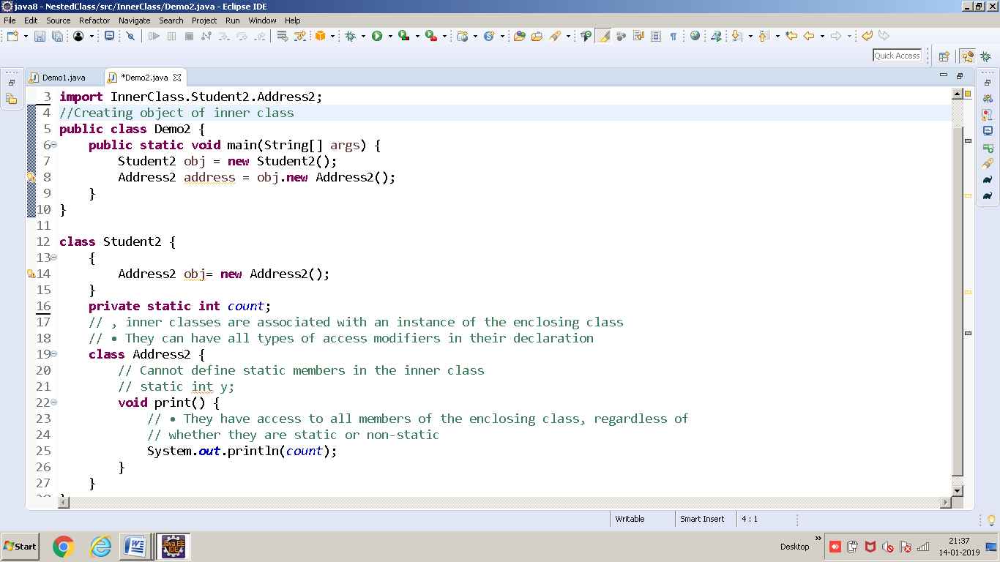 java8 - NestedClass/src/InnerClass/Demo2.java - Eclipse IDE
File Edit Source Refactor Navigate Search Project Run Window Help
Quick Access
Demo1.java *Demo2.java
3 import InnerClass.Student2.Address2;
4 //Creating object of inner class
5 public class Demo2 {
6 public static void main(String[] args) {
7 Student2 obj = new Student2();
8 Address2 address = obj.new Address2();
9 }
10 }
11
12 class Student2 {
13 {
14 Address2 obj= new Address2();
15 }
16 private static int count;
17 // , inner classes are associated with an instance of the enclosing class
18 // • They can have all types of access modifiers in their declaration
19 class Address2 {
20 // Cannot define static members in the inner class
21 // static int y;
22 void print() {
23 // • They have access to all members of the enclosing class, regardless of
24 // whether they are static or non-static
25 System.out.println(count);
26 }
27 }
Writable Smart Insert 4 : 1
Start Java EE IDE Desktop » 21:37
14-01-2019